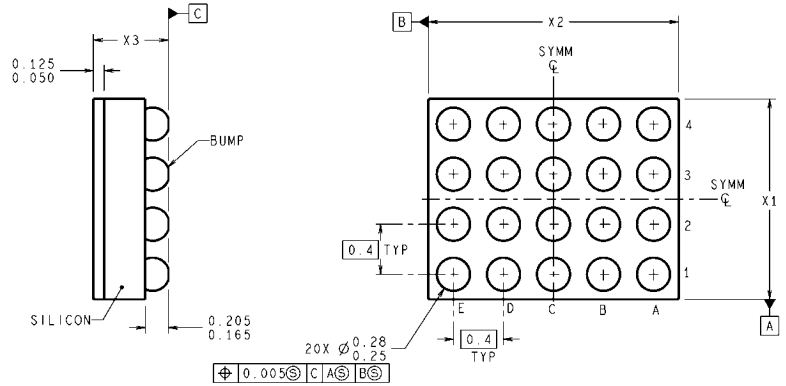 C
X3
0.125
0.050
BUMP
SILICON
0.205
0.165
B
X2
SYMM
℄
4
3
SYMM
℄
X1
2
0.4 TYP
1
E D C B A
A
20X Ø 0.28
0.25
0.4
TYP
⌖ 0.005Ⓢ C AⓈ BⓈ